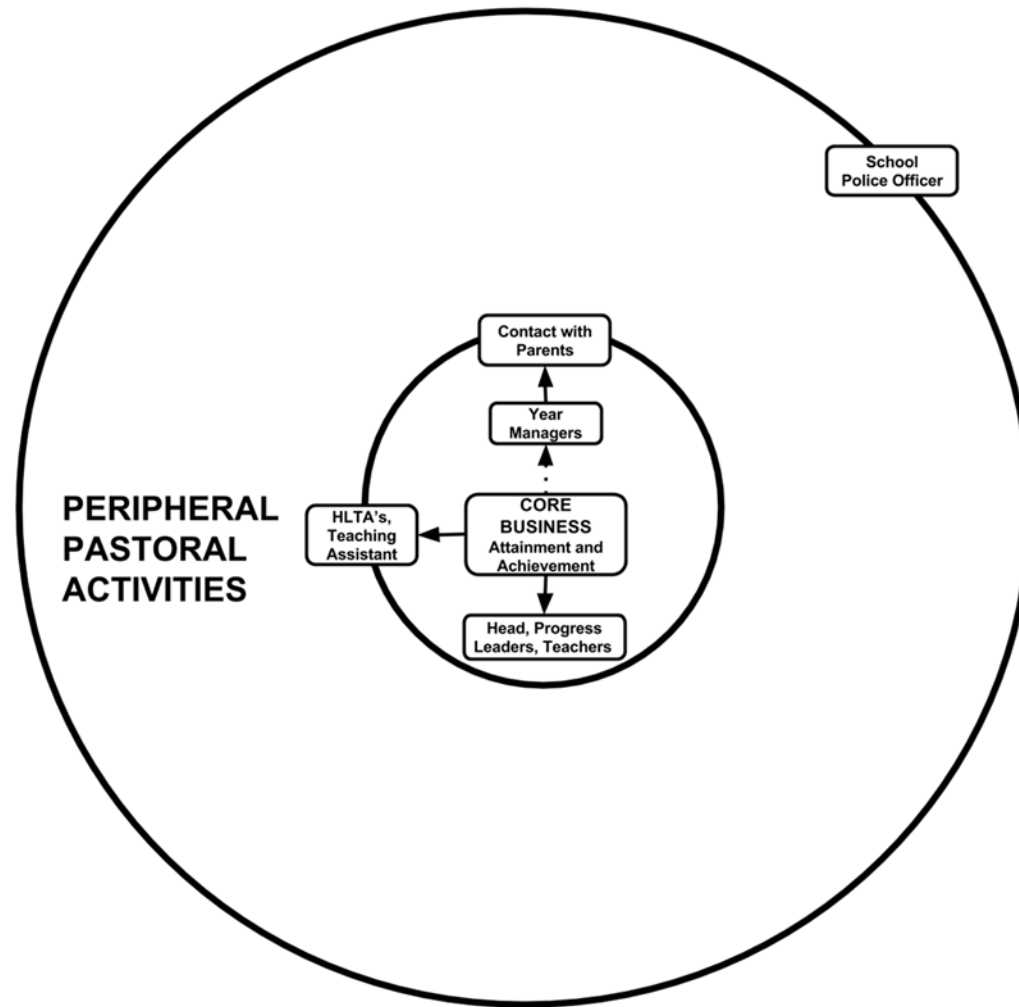 School
Police Officer
Contact with
Parents
Year
Managers
CORE
BUSINESS
Attainment and
Achievement
HLTA's,
Teaching
Assistant
Head, Progress
Leaders, Teachers
PERIPHERAL
PASTORAL
ACTIVITIES